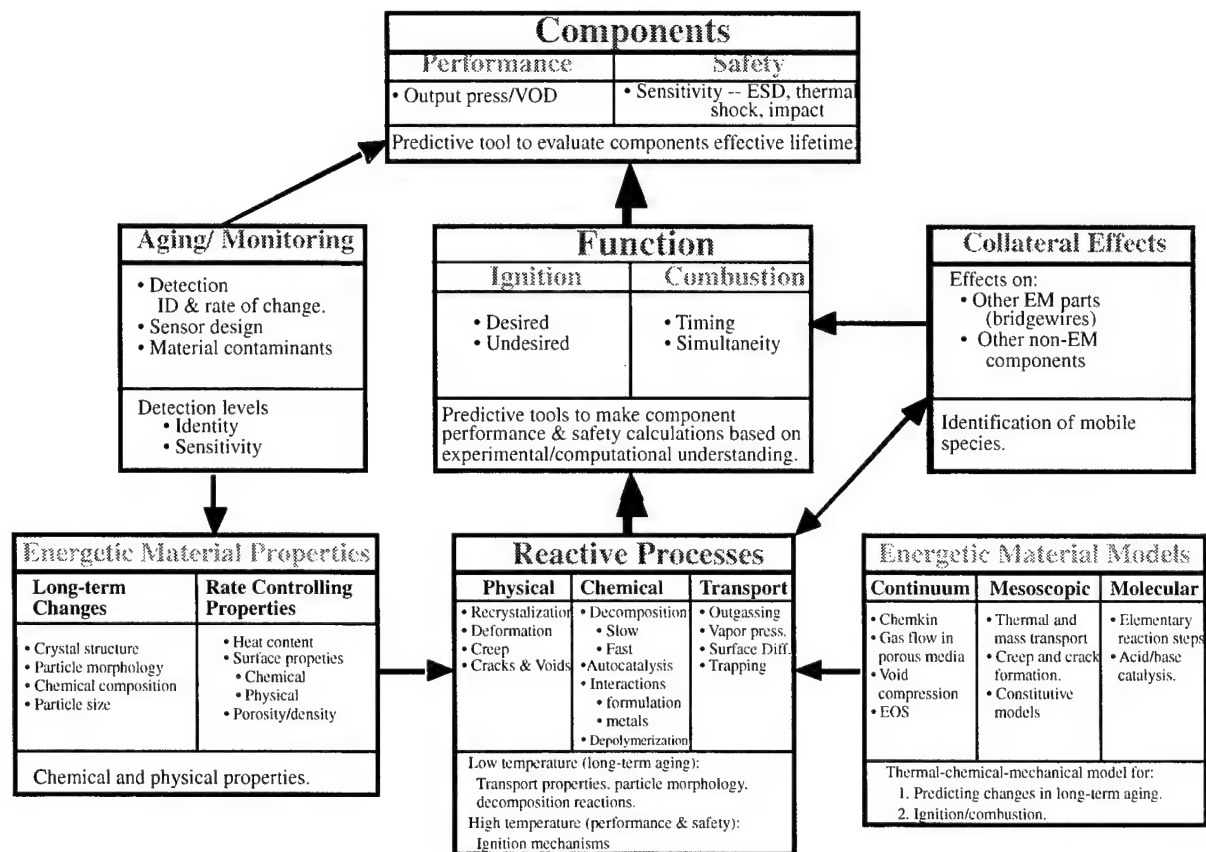 Components
Performance
Safety
• Output press/VOD
• Sensitivity -- ESD, thermal
shock, impact
Predictive tool to evaluate components effective lifetime.
Aging/ Monitoring
• Detection
ID & rate of change.
• Sensor design
• Material contaminants
Detection levels
• Identity
• Sensitivity
Function
Ignition
Combustion
• Desired
• Undesired
• Timing
• Simultaneity
Predictive tools to make component
performance & safety calculations based on
experimental/computational understanding.
Collateral Effects
Effects on:
• Other EM parts
(bridgewires)
• Other non-EM
components
Identification of mobile
species.
Energetic Material Properties
Long-term
Changes
• Crystal structure
• Particle morphology
• Chemical composition
• Particle size
Rate Controlling
Properties
• Heat content
• Surface propeties
• Chemical
• Physical
• Porosity/density
Chemical and physical properties.
Reactive Processes
Physical
• Recrystalization
• Deformation
• Creep
• Cracks & Voids
Chemical
• Decomposition
• Slow
• Fast
• Autocatalysis
• Interactions
• formulation
• metals
• Depolymerization
Transport
• Outgassing
• Vapor press.
• Surface Diff.
• Trapping
Low temperature (long-term aging):
Transport properties. particle morphology.
decomposition reactions.
High temperature (performance & safety):
Ignition mechanisms
Energetic Material Models
Continuum
• Chemkin
• Gas flow in
porous media
• Void
compression
• EOS
Mesoscopic
• Thermal and
mass transport
• Creep and crack
formation.
• Constitutive
models
Molecular
• Elementary
reaction steps
• Acid/base
catalysis.
Thermal-chemical-mechanical model for:
1. Predicting changes in long-term aging.
2. Ignition/combustion.